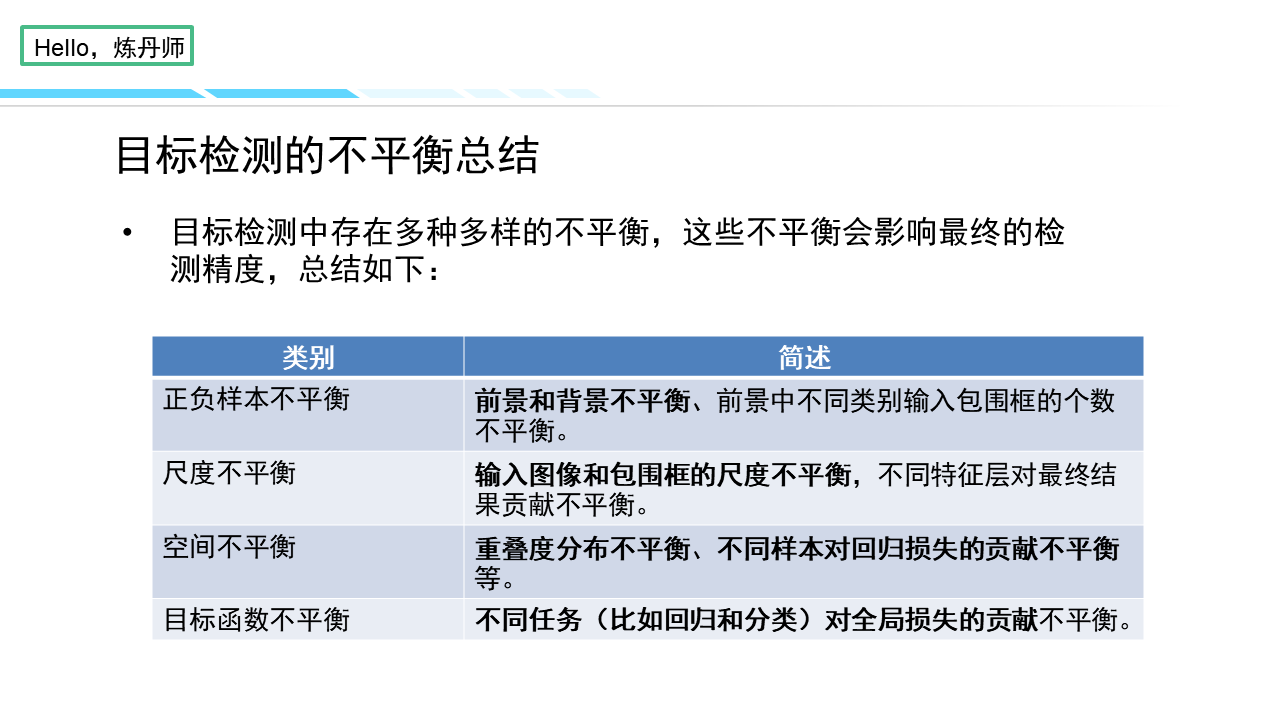 Hello，炼丹师
目标检测的不平衡总结
• 目标检测中存在多种多样的不平衡，这些不平衡会影响最终的检
测精度，总结如下：
类别 简述
正负样本不平衡 前景和背景不平衡、前景中不同类别输入包围框的个数
不平衡。
尺度不平衡 输入图像和包围框的尺度不平衡，不同特征层对最终结
果贡献不平衡。
空间不平衡 重叠度分布不平衡、不同样本对回归损失的贡献不平衡
等。
目标函数不平衡 不同任务（比如回归和分类）对全局损失的贡献不平衡。